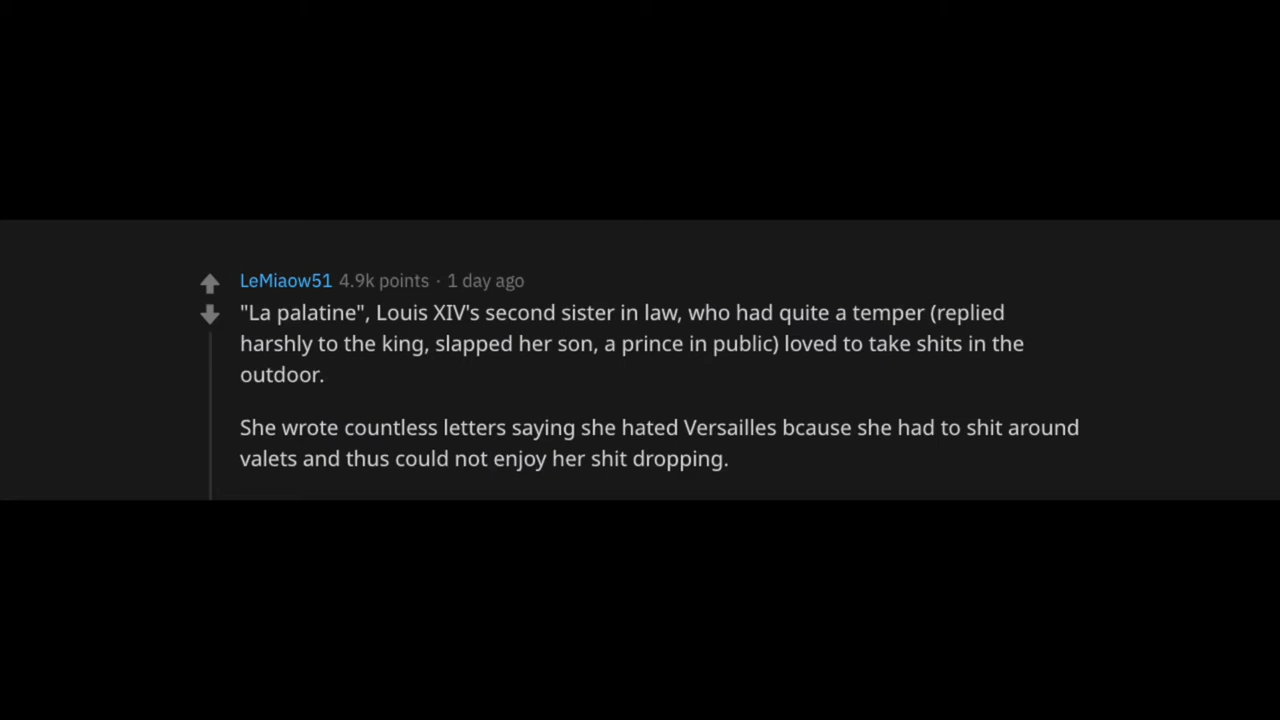 LeMiaow51 4.9k points · 1 day ago
"La palatine", Louis XIV's second sister in law, who had quite a temper (replied
harshly to the king, slapped her son, a prince in public) loved to take shits in the
outdoor.
She wrote countless letters saying she hated Versailles bcause she had to shit around
valets and thus could not enjoy her shit dropping.